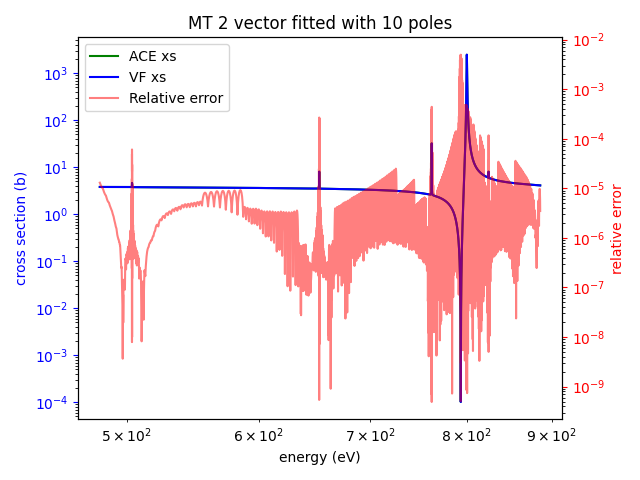 MT 2 vector fitted with 10 poles
ACE xs
VF xs
Relative error
10³
10²
10¹
10⁰
10⁻¹
10⁻²
10⁻³
10⁻⁴
cross section (b)
10⁻²
10⁻³
10⁻⁴
10⁻⁵
10⁻⁶
10⁻⁷
10⁻⁸
10⁻⁹
relative error
5 × 10² 6 × 10² 7 × 10² 8 × 10² 9 × 10²
energy (eV)